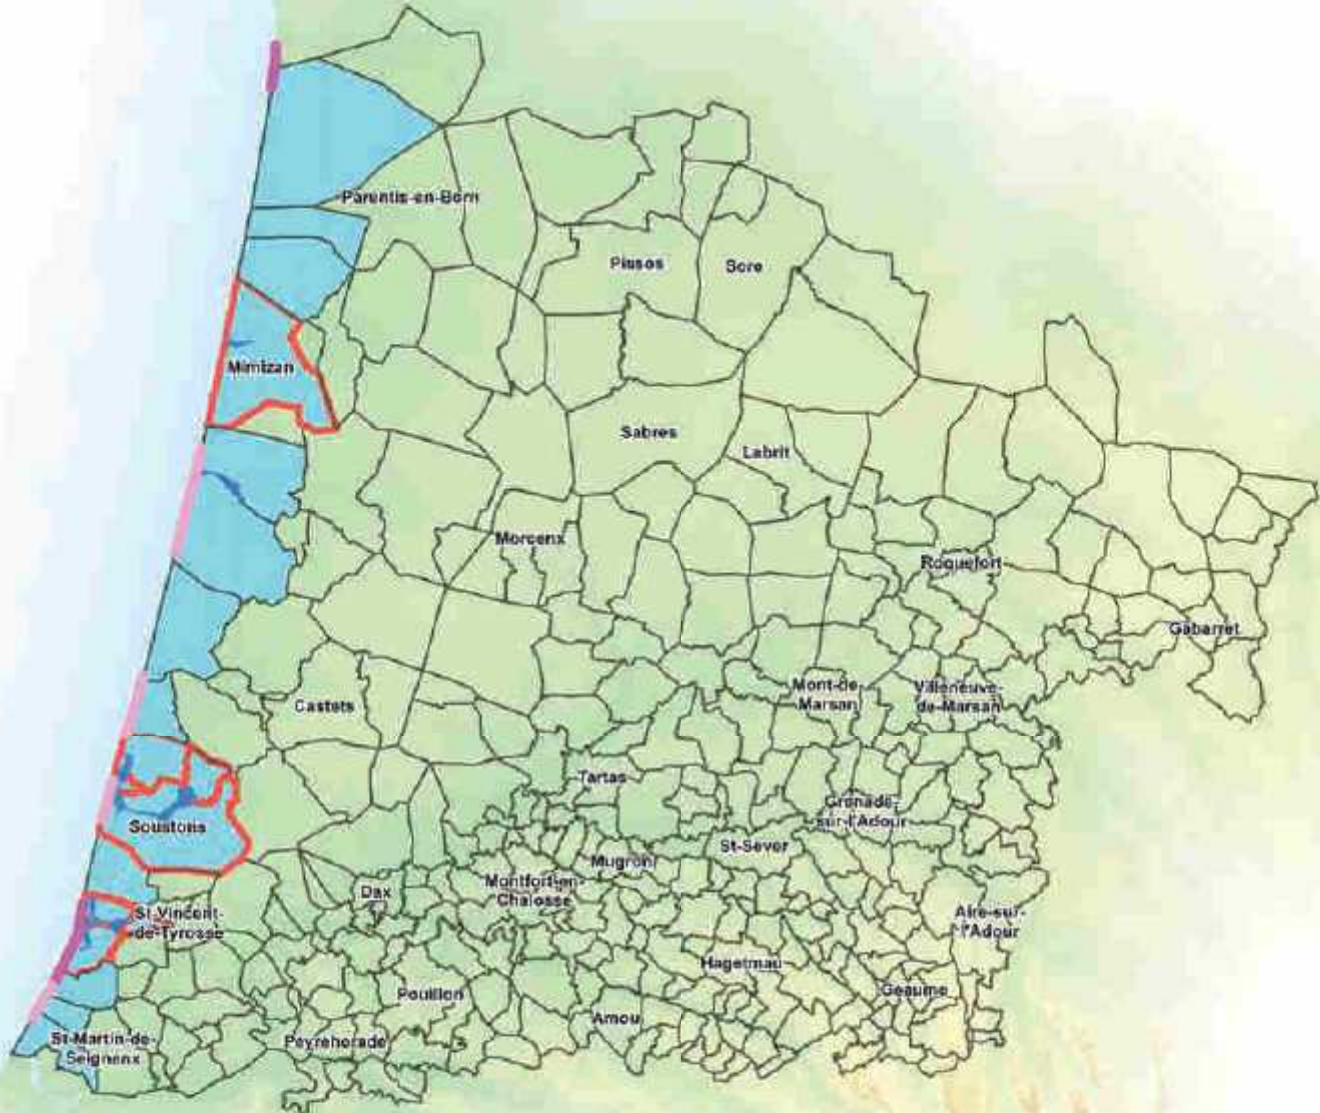 Parentis-en-Born
Pissos
Sore
Mimizan
Sabres
Labrit
Morcenx
Roquefort
Gabarret
Castets
Mont-de-
Marsan
Villeneuve-
de-Marsan
Tartas
Grenade-
sur-l'Adour
Soustons
St-Sever
Mugron
Montfort-en-
Chalosse
Dax
St-Vincent-
de-Tyrosse
Aire-sur-
l'Adour
Hagetmau
Geaune
Pouillon
Amou
St-Martin-de-
Seignanx
Peyrehorade